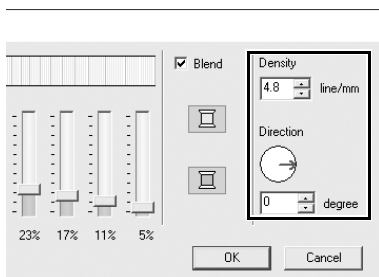 Blend
Density
4.8 line/mm
Direction
0 degree
23% 17% 11% 5%
OK Cancel